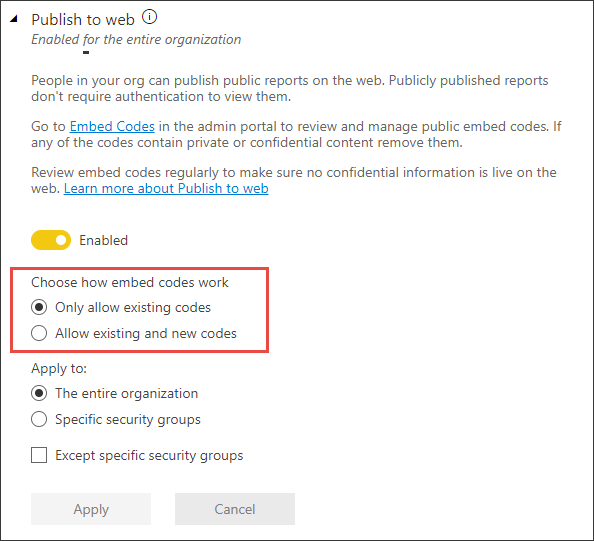 Publish to web
Enabled for the entire organization
People in your org can publish public reports on the web. Publicly published reports
don't require authentication to view them.
Go to Embed Codes in the admin portal to review and manage public embed codes. If
any of the codes contain private or confidential content remove them.
Review embed codes regularly to make sure no confidential information is live on the
web. Learn more about Publish to web
Enabled
Choose how embed codes work
Only allow existing codes
Allow existing and new codes
Apply to:
The entire organization
Specific security groups
Except specific security groups
Apply
Cancel